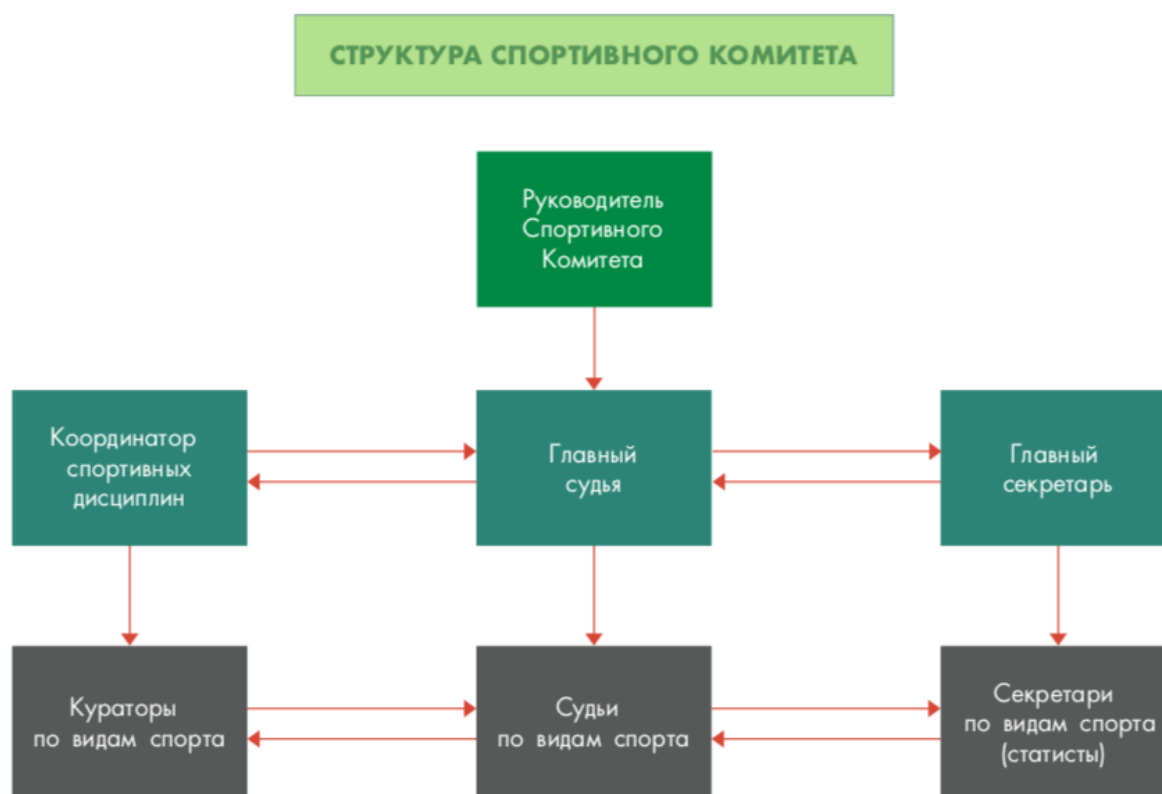 СТРУКТУРА СПОРТИВНОГО КОМИТЕТА
Руководитель
Спортивного
Комитета
Координатор
спортивных
дисциплин
Главный
судья
Главный
секретарь
Кураторы
по видам спорта
Судьи
по видам спорта
Секретари
по видам спорта
(статисты)